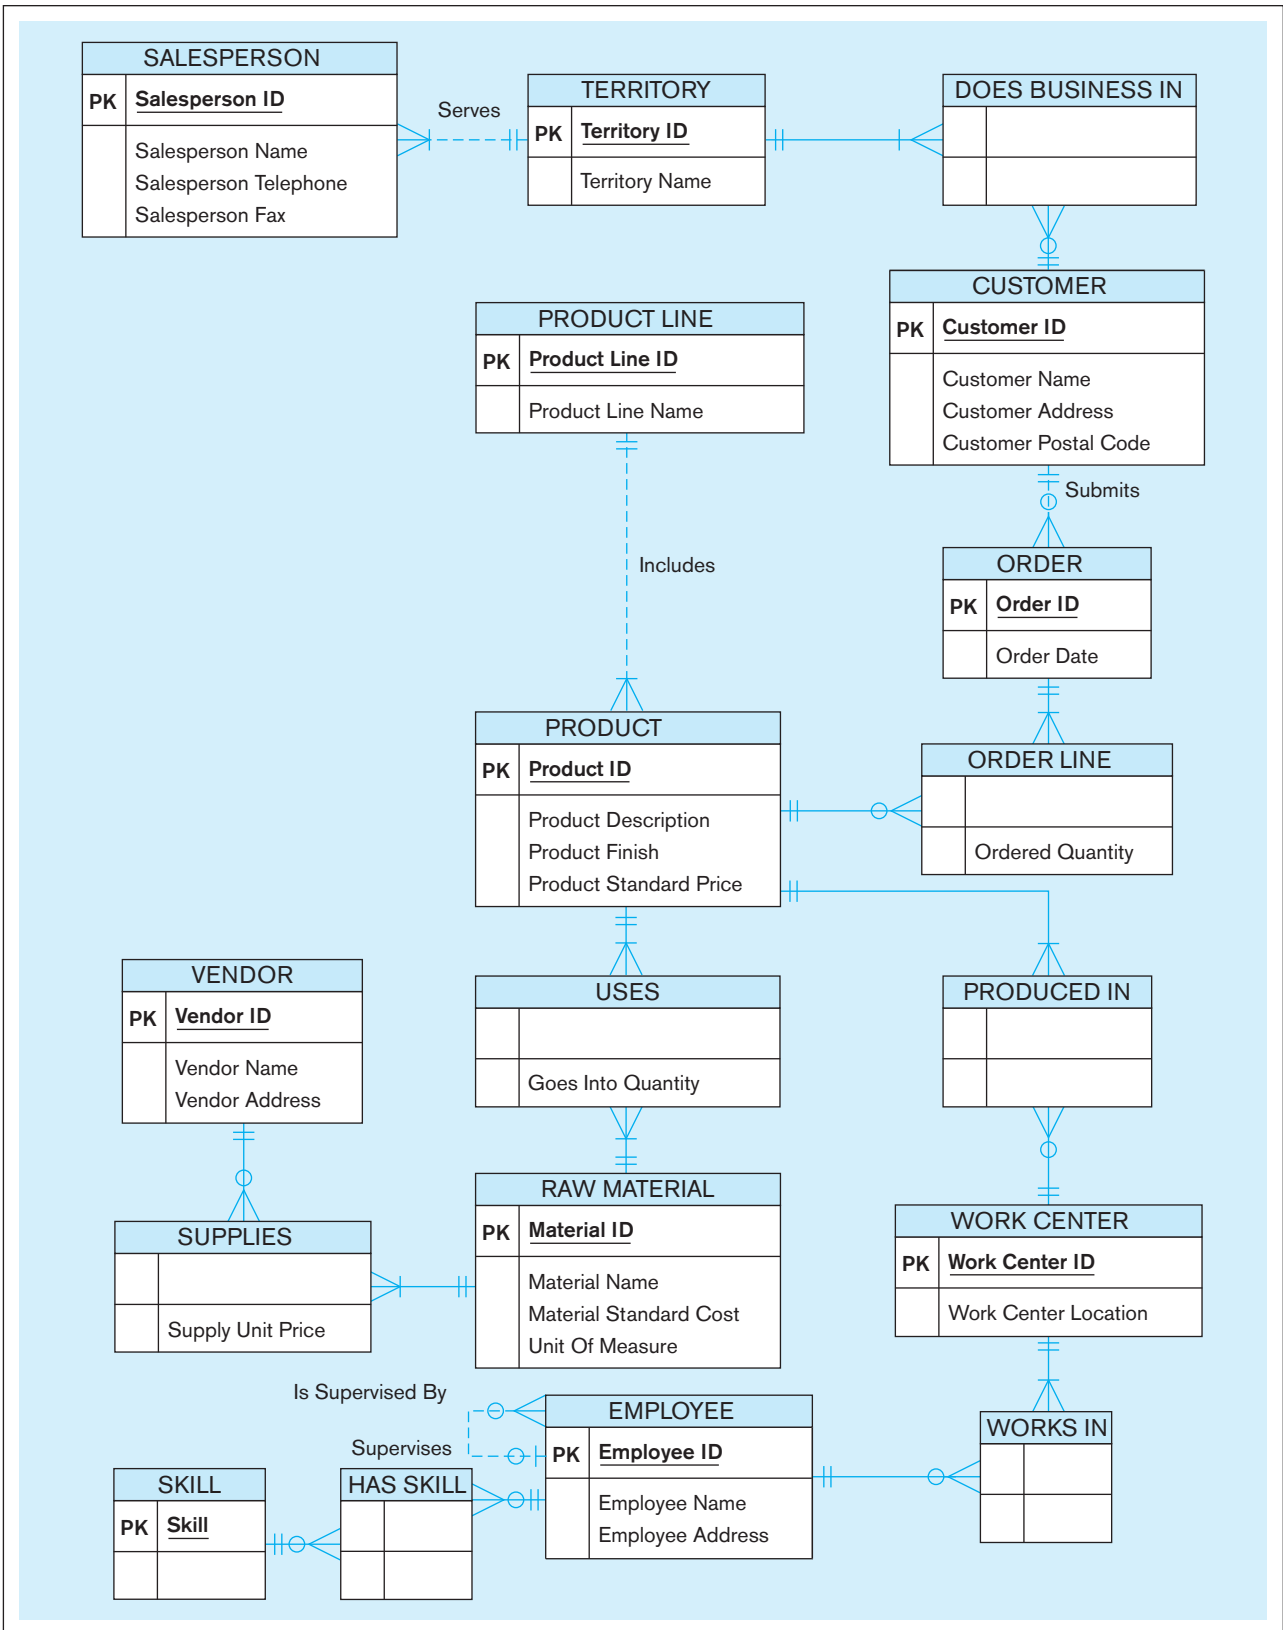 SALESPERSON
PK Salesperson ID
Salesperson Name
Salesperson Telephone
Salesperson Fax
Serves
TERRITORY
PK Territory ID
Territory Name
DOES BUSINESS IN
CUSTOMER
PK Customer ID
Customer Name
Customer Address
Customer Postal Code
PRODUCT LINE
PK Product Line ID
Product Line Name
Submits
Includes
ORDER
PK Order ID
Order Date
PRODUCT
PK Product ID
Product Description
Product Finish
Product Standard Price
ORDER LINE
Ordered Quantity
VENDOR
PK Vendor ID
Vendor Name
Vendor Address
USES
Goes Into Quantity
PRODUCED IN
RAW MATERIAL
PK Material ID
Material Name
Material Standard Cost
Unit Of Measure
SUPPLIES
Supply Unit Price
WORK CENTER
PK Work Center ID
Work Center Location
Is Supervised By
Supervises
EMPLOYEE
PK Employee ID
Employee Name
Employee Address
WORKS IN
SKILL
PK Skill
HAS SKILL